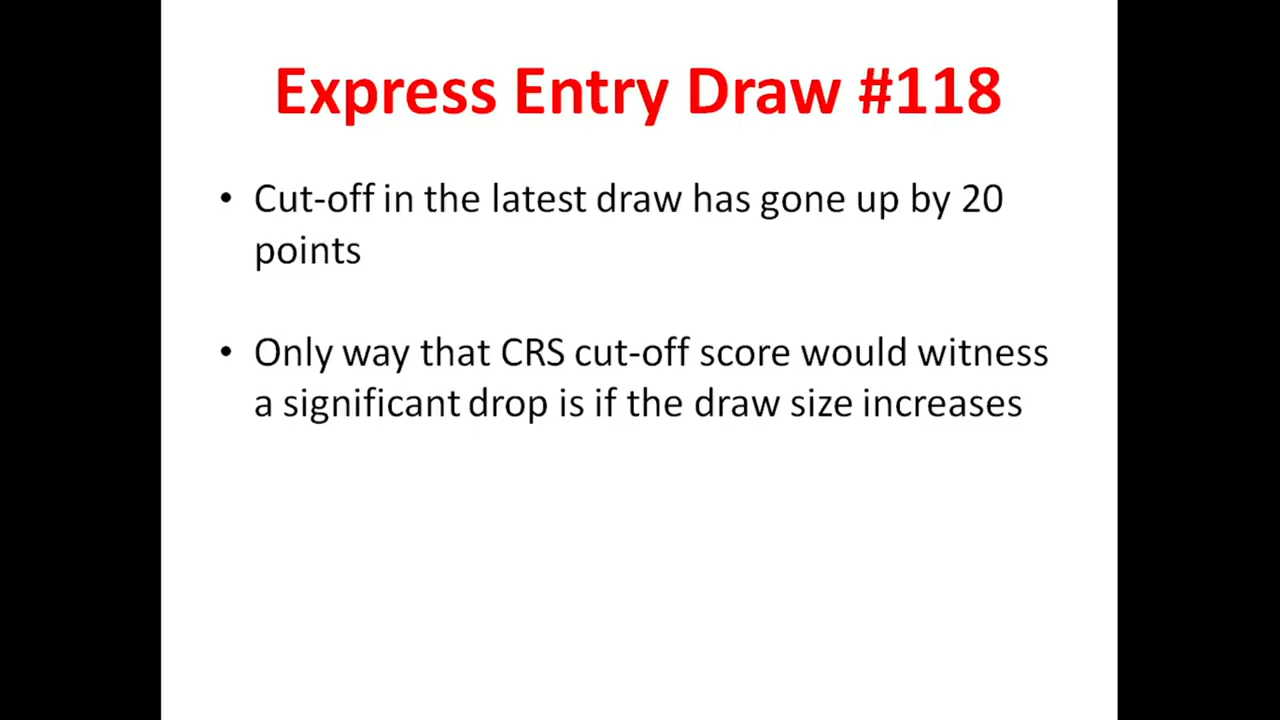 Express Entry Draw #118
• Cut-off in the latest draw has gone up by 20
points
• Only way that CRS cut-off score would witness
a significant drop is if the draw size increases